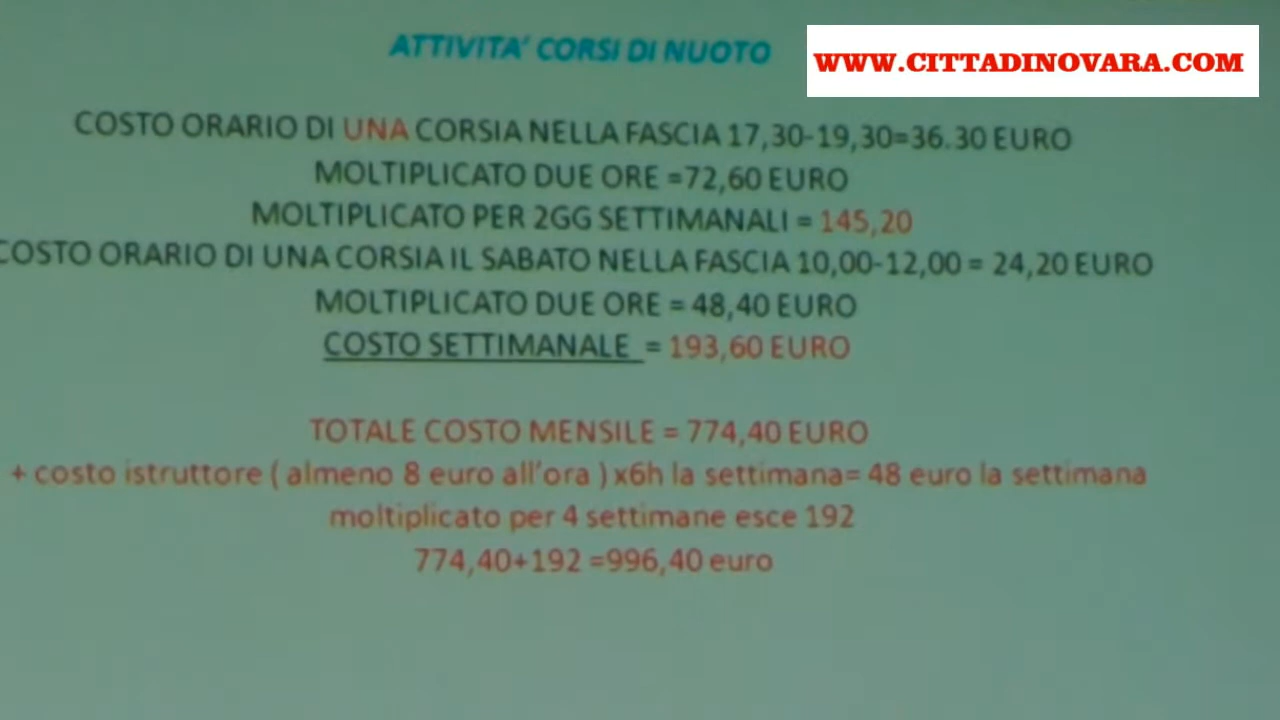 ATTIVITA' CORSI DI NUOTO
WWW.CITTADINOVARA.COM
COSTO ORARIO DI UNA CORSIA NELLA FASCIA 17,30-19,30=36.30 EURO
MOLTIPLICATO DUE ORE =72,60 EURO
MOLTIPLICATO PER 2GG SETTIMANALI = 145,20
COSTO ORARIO DI UNA CORSIA IL SABATO NELLA FASCIA 10,00-12,00 = 24,20 EURO
MOLTIPLICATO DUE ORE = 48,40 EURO
COSTO SETTIMANALE = 193,60 EURO
TOTALE COSTO MENSILE = 774,40 EURO
+ costo istruttore ( almeno 8 euro all'ora ) x6h la settimana= 48 euro la settimana
moltiplicato per 4 settimane esce 192
774,40+192 =996,40 euro